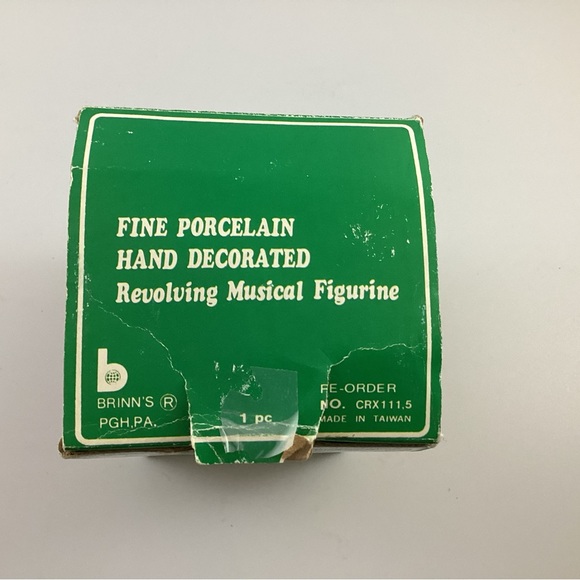 FINE PORCELAIN
HAND DECORATED
Revolving Musical Figurine
b
BRINN'S ®
PGH,PA.
1 pc
RE-ORDER
NO. CRX111,5
MADE IN TAIWAN